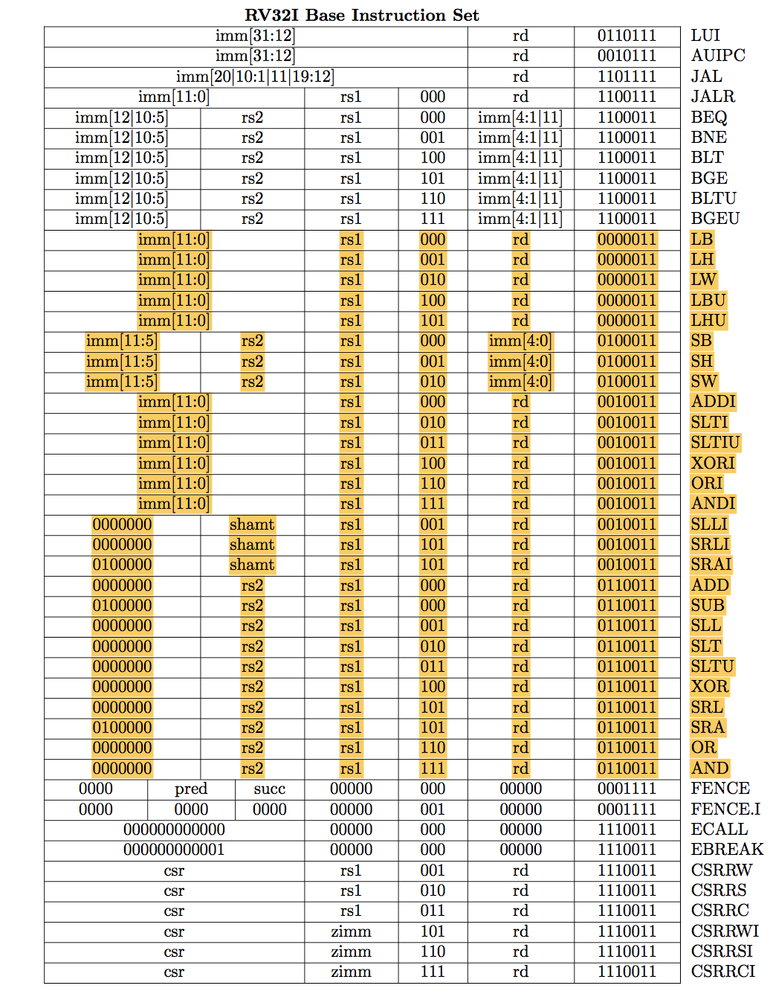 RV32I Base Instruction Set
imm[31:12] rd 0110111 LUI
imm[31:12] rd 0010111 AUIPC
imm[20|10:1|11|19:12] rd 1101111 JAL
imm[11:0] rs1 000 rd 1100111 JALR
imm[12|10:5] rs2 rs1 000 imm[4:1|11] 1100011 BEQ
imm[12|10:5] rs2 rs1 001 imm[4:1|11] 1100011 BNE
imm[12|10:5] rs2 rs1 100 imm[4:1|11] 1100011 BLT
imm[12|10:5] rs2 rs1 101 imm[4:1|11] 1100011 BGE
imm[12|10:5] rs2 rs1 110 imm[4:1|11] 1100011 BLTU
imm[12|10:5] rs2 rs1 111 imm[4:1|11] 1100011 BGEU
imm[11:0] rs1 000 rd 0000011 LB
imm[11:0] rs1 001 rd 0000011 LH
imm[11:0] rs1 010 rd 0000011 LW
imm[11:0] rs1 100 rd 0000011 LBU
imm[11:0] rs1 101 rd 0000011 LHU
imm[11:5] rs2 rs1 000 imm[4:0] 0100011 SB
imm[11:5] rs2 rs1 001 imm[4:0] 0100011 SH
imm[11:5] rs2 rs1 010 imm[4:0] 0100011 SW
imm[11:0] rs1 000 rd 0010011 ADDI
imm[11:0] rs1 010 rd 0010011 SLTI
imm[11:0] rs1 011 rd 0010011 SLTIU
imm[11:0] rs1 100 rd 0010011 XORI
imm[11:0] rs1 110 rd 0010011 ORI
imm[11:0] rs1 111 rd 0010011 ANDI
0000000 shamt rs1 001 rd 0010011 SLLI
0000000 shamt rs1 101 rd 0010011 SRLI
0100000 shamt rs1 101 rd 0010011 SRAI
0000000 rs2 rs1 000 rd 0110011 ADD
0100000 rs2 rs1 000 rd 0110011 SUB
0000000 rs2 rs1 001 rd 0110011 SLL
0000000 rs2 rs1 010 rd 0110011 SLT
0000000 rs2 rs1 011 rd 0110011 SLTU
0000000 rs2 rs1 100 rd 0110011 XOR
0000000 rs2 rs1 101 rd 0110011 SRL
0100000 rs2 rs1 101 rd 0110011 SRA
0000000 rs2 rs1 110 rd 0110011 OR
0000000 rs2 rs1 111 rd 0110011 AND
0000 pred succ 00000 000 00000 0001111 FENCE
0000 0000 0000 00000 001 00000 0001111 FENCE.I
000000000000 00000 000 00000 1110011 ECALL
000000000001 00000 000 00000 1110011 EBREAK
csr rs1 001 rd 1110011 CSRRW
csr rs1 010 rd 1110011 CSRRS
csr rs1 011 rd 1110011 CSRRC
csr zimm 101 rd 1110011 CSRRWI
csr zimm 110 rd 1110011 CSRRSI
csr zimm 111 rd 1110011 CSRRCI